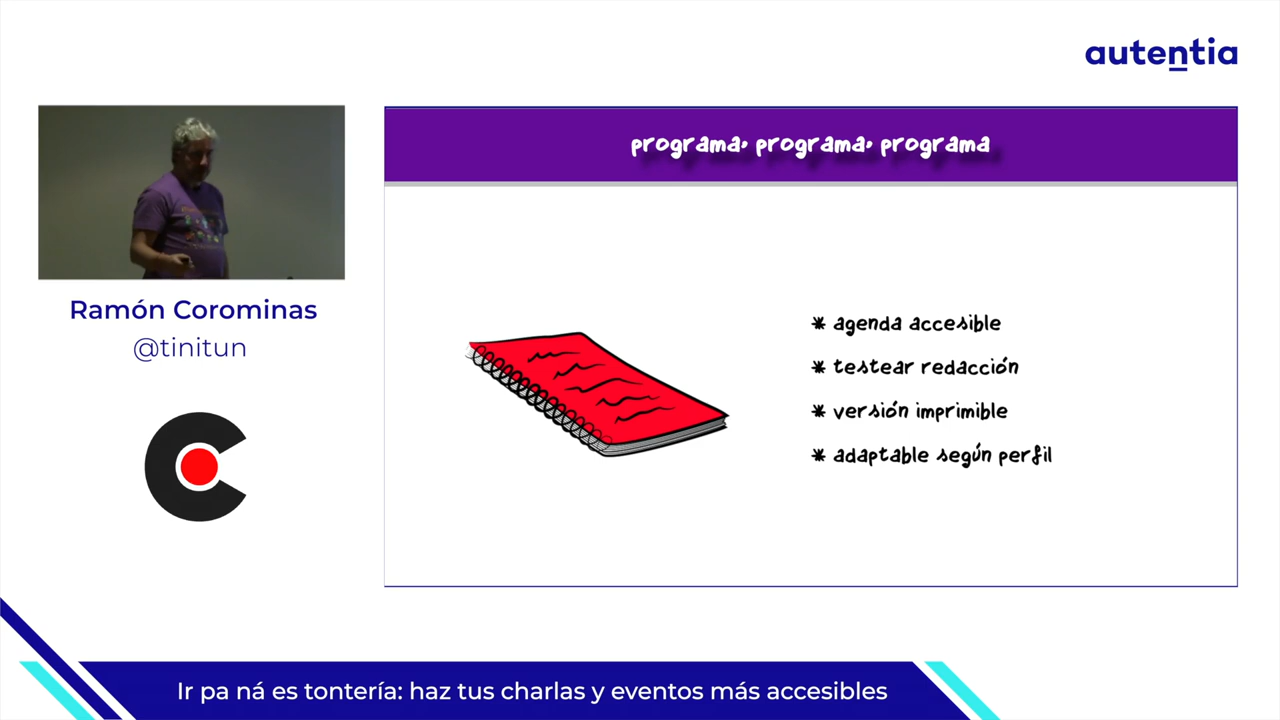 autentia
programa, programa, programa
Ramón Corominas
@tinitun
* agenda accesible
* testear redacción
* versión imprimible
* adaptable según perfil
Ir pa ná es tontería: haz tus charlas y eventos más accesibles